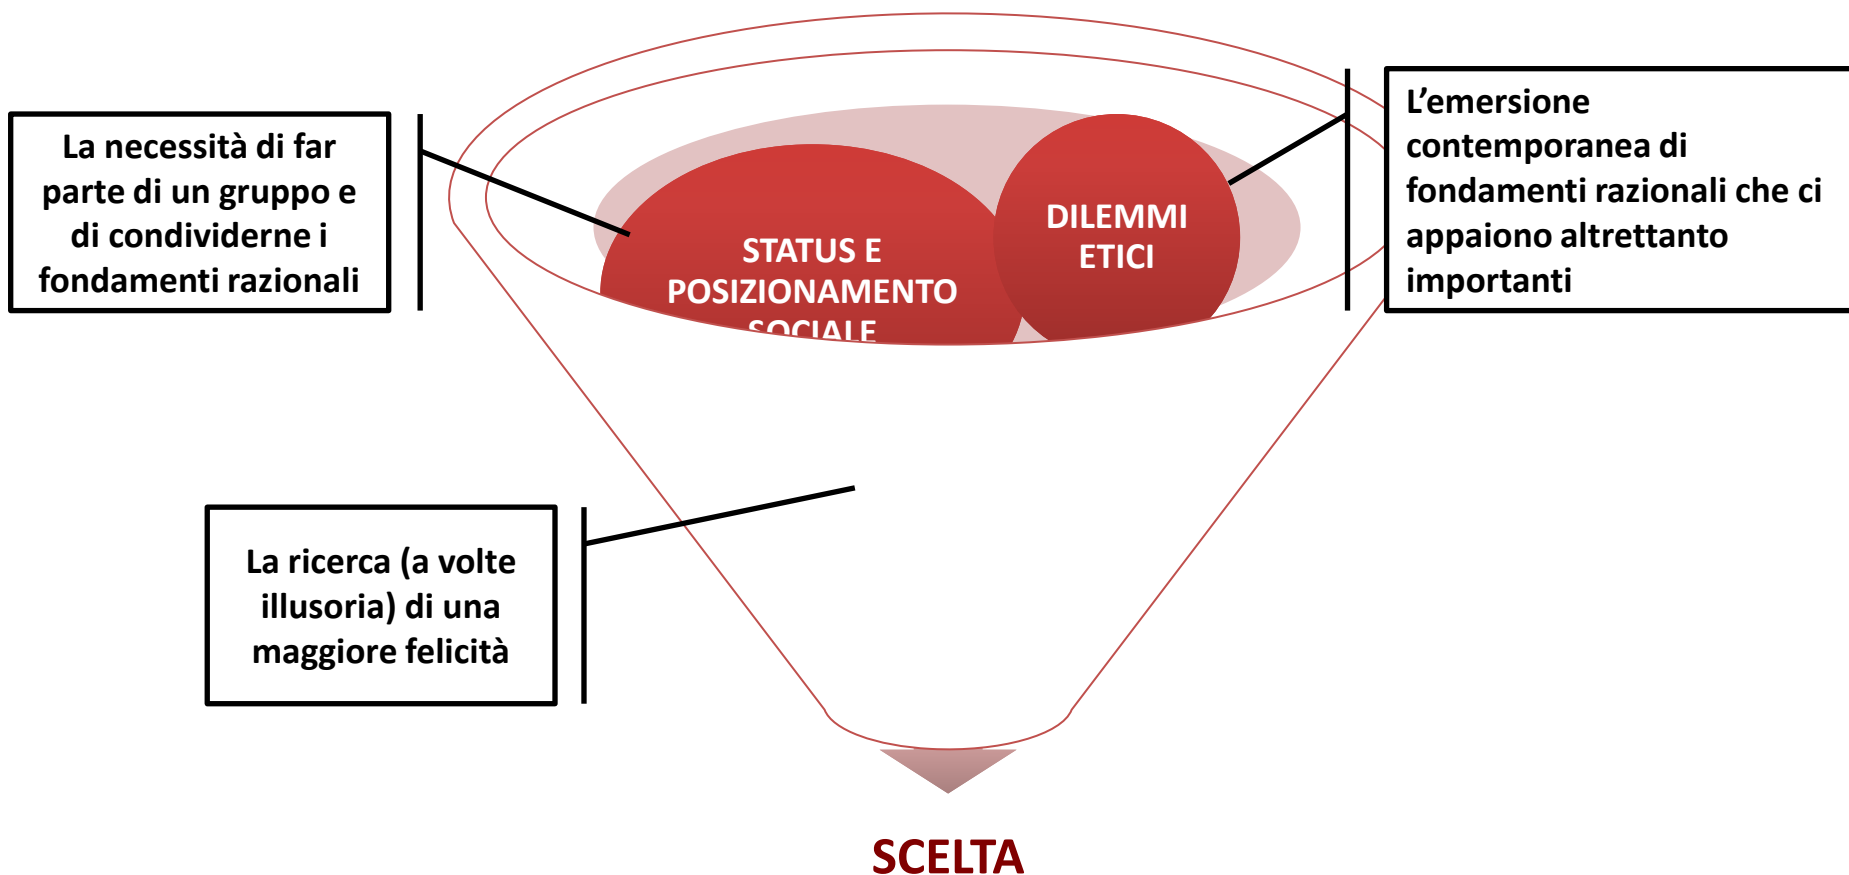 La necessità di far
parte di un gruppo e
di condividerne i
fondamenti razionali
STATUS E
POSIZIONAMENTO
SOCIALE
DILEMMI
ETICI
L’emersione
contemporanea di
fondamenti razionali che ci
appaiono altrettanto
importanti
La ricerca (a volte
illusoria) di una
maggiore felicità
SCELTA